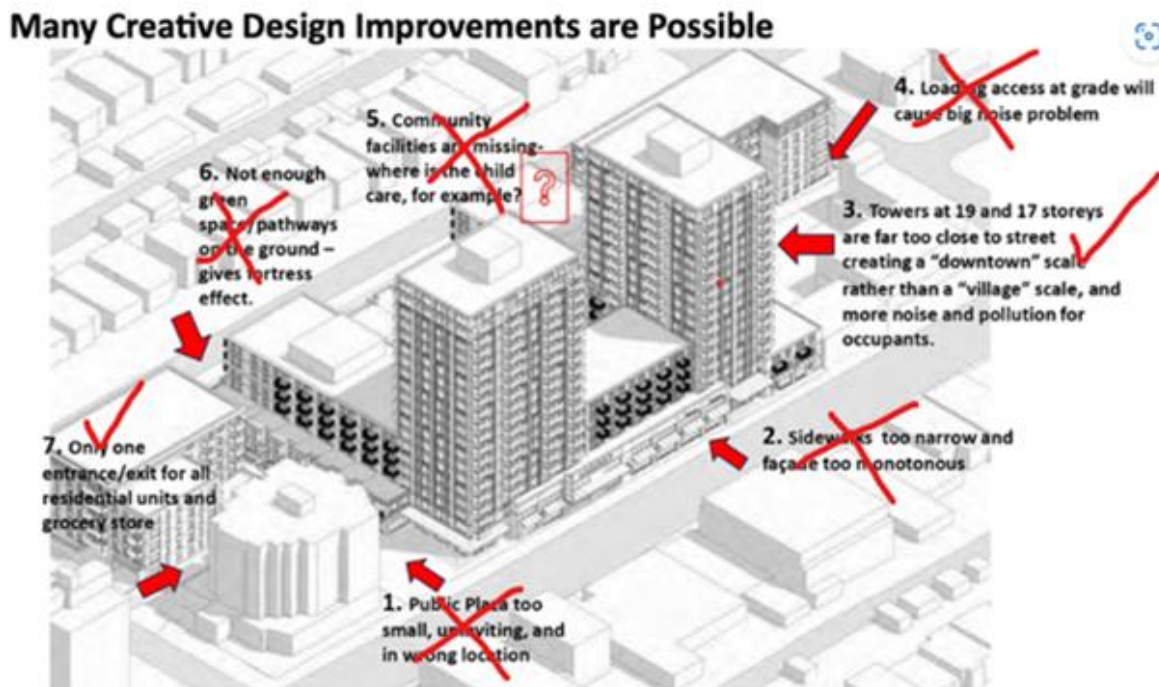 Many Creative Design Improvements are Possible
4. Loading access at grade will
cause big noise problem
5. Community
facilities are missing-
where is the child
care, for example?
?
6. Not enough
green
space/pathways
on the ground –
gives fortress
effect.
3. Towers at 19 and 17 storeys
are far too close to street
creating a “downtown” scale
rather than a “village” scale, and
more noise and pollution for
occupants.
7. Only one
entrance/exit for all
residential units and
grocery store
2. Sidewalks too narrow and
façade too monotonous
1. Public Plaza too
small, uninviting, and
in wrong location